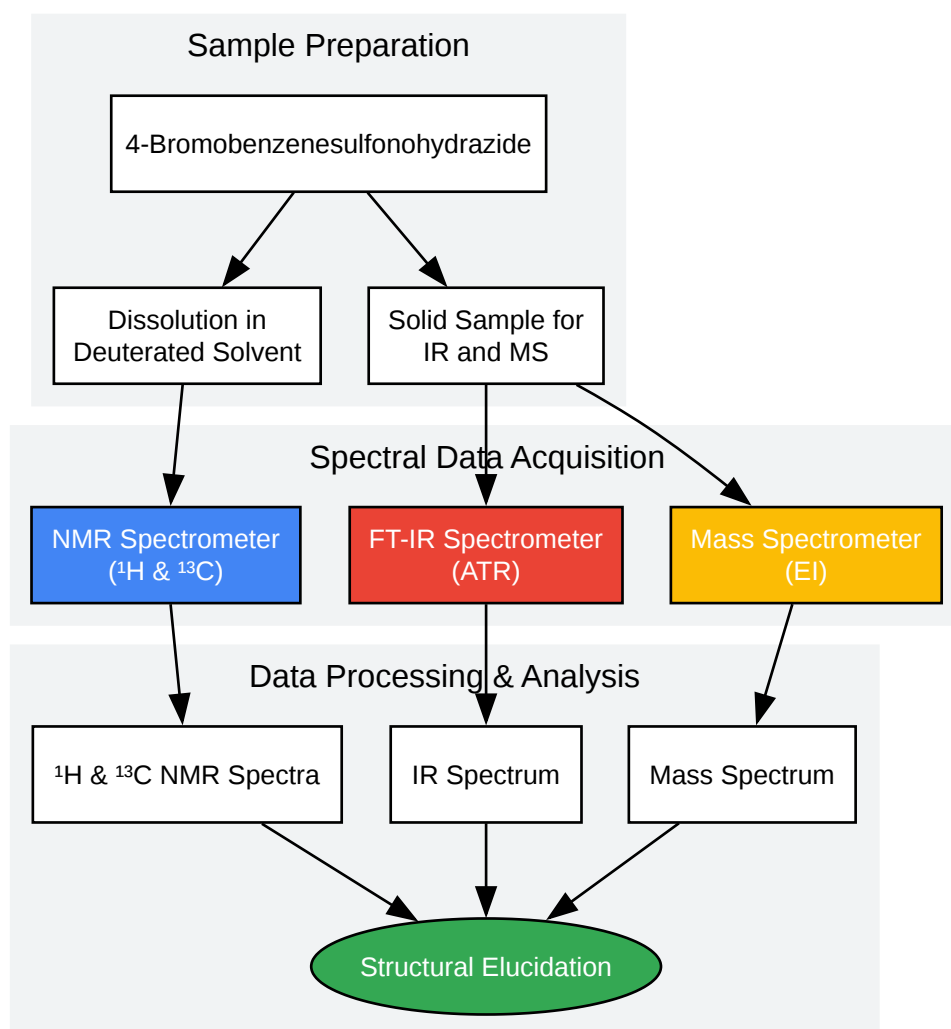 Sample Preparation
4-Bromobenzenesulfonohydrazide
Dissolution in
Deuterated Solvent
Solid Sample for
IR and MS
Spectral Data Acquisition
NMR Spectrometer
(¹H & ¹³C)
FT-IR Spectrometer
(ATR)
Mass Spectrometer
(EI)
Data Processing & Analysis
¹H & ¹³C NMR Spectra
IR Spectrum
Mass Spectrum
Structural Elucidation